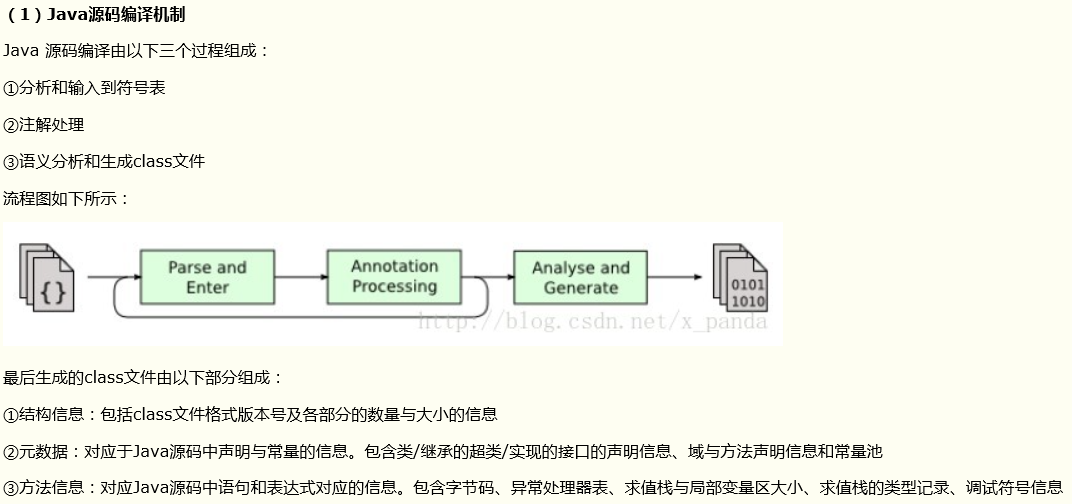 （1）Java源码编译机制
Java 源码编译由以下三个过程组成：
①分析和输入到符号表
②注解处理
③语义分析和生成class文件
流程图如下所示：
{}
Parse and
Enter
Annotation
Processing
Analyse and
Generate
0101
1010
http://blog.csdn.net/x_panda
最后生成的class文件由以下部分组成：
①结构信息：包括class文件格式版本号及各部分的数量与大小的信息
②元数据：对应于Java源码中声明与常量的信息。包含类/继承的超类/实现的接口的声明信息、域与方法声明信息和常量池
③方法信息：对应Java源码中语句和表达式对应的信息。包含字节码、异常处理器表、求值栈与局部变量区大小、求值栈的类型记录、调试符号信息